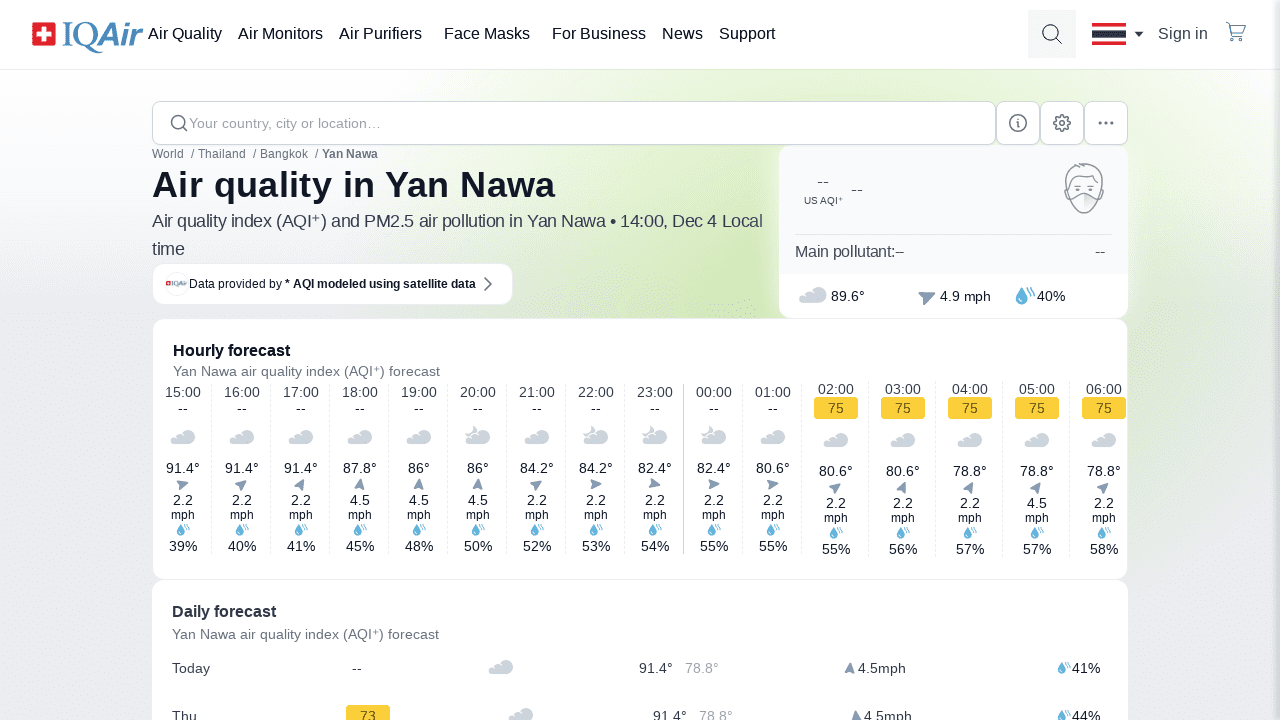 IQAir Air Quality Air Monitors Air Purifiers Face Masks For Business News Support Sign in
Your country, city or location…
World / Thailand / Bangkok / Yan Nawa
Air quality in Yan Nawa
Air quality index (AQI⁺) and PM2.5 air pollution in Yan Nawa • 14:00, Dec 4 Local
time
IQAir Data provided by * AQI modeled using satellite data
--
US AQI⁺
--
Main pollutant:-- --
89.6° 4.9 mph 40%
Hourly forecast
Yan Nawa air quality index (AQI⁺) forecast
15:00 16:00 17:00 18:00 19:00 20:00 21:00 22:00 23:00 00:00 01:00 02:00 03:00 04:00 05:00 06:00
-- -- -- -- -- -- -- -- -- -- -- 75 75 75 75 75
91.4° 91.4° 91.4° 87.8° 86° 86° 84.2° 84.2° 82.4° 82.4° 80.6° 80.6° 80.6° 78.8° 78.8° 78.8°
2.2 2.2 2.2 4.5 4.5 4.5 2.2 2.2 2.2 2.2 2.2 2.2 2.2 2.2 4.5 2.2
mph mph mph mph mph mph mph mph mph mph mph mph mph mph mph mph
39% 40% 41% 45% 48% 50% 52% 53% 54% 55% 55% 55% 56% 57% 57% 58%
Daily forecast
Yan Nawa air quality index (AQI⁺) forecast
Today -- 91.4° 78.8° 4.5mph 41%
Thu 73 91.4° 78.8° 4.5mph 44%